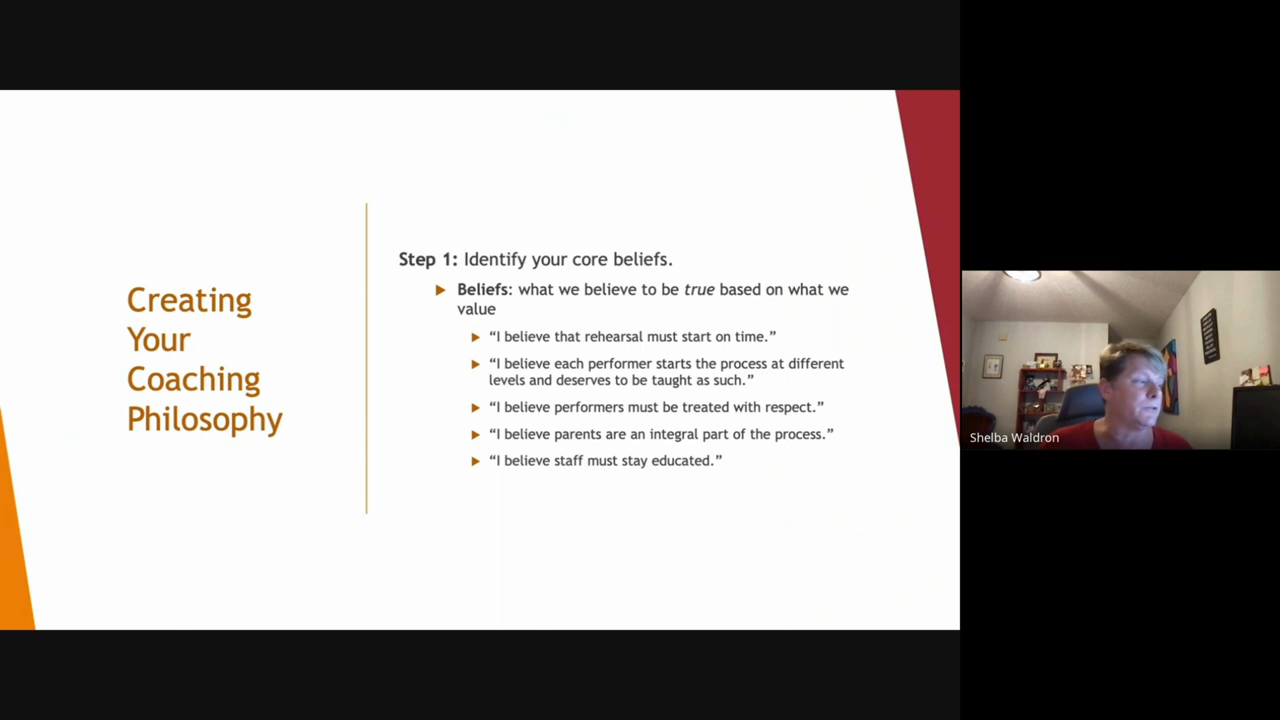 Creating
Your
Coaching
Philosophy
Step 1: Identify your core beliefs.
Beliefs: what we believe to be true based on what we
value
“I believe that rehearsal must start on time.”
“I believe each performer starts the process at different
levels and deserves to be taught as such.”
“I believe performers must be treated with respect.”
“I believe parents are an integral part of the process.”
“I believe staff must stay educated.”
Shelba Waldron